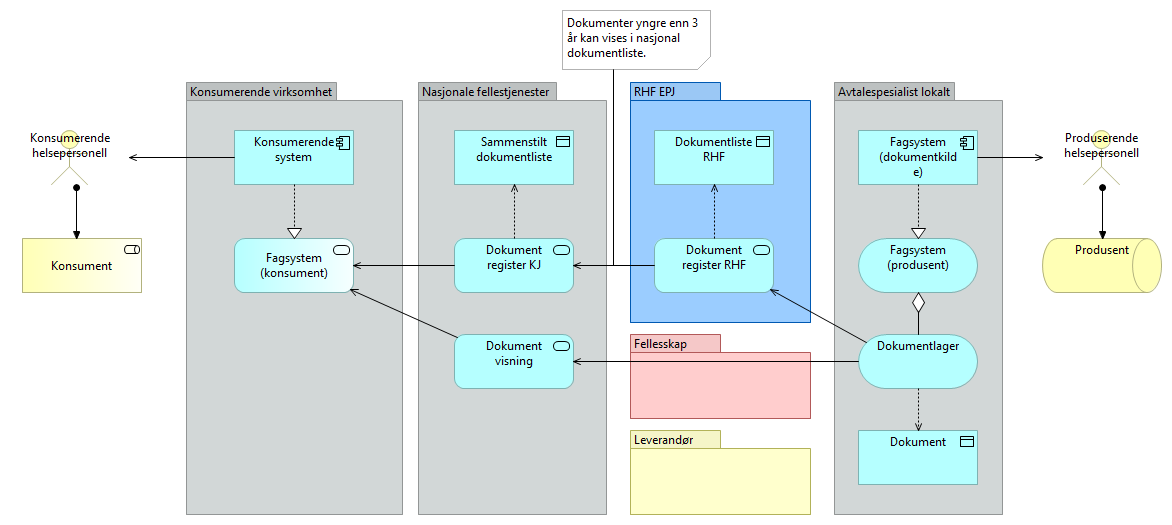 Dokumenter yngre enn 3
år kan vises i nasjonal
dokumentliste.
Konsumerende virksomhet
Nasjonale fellestjenester
RHF EPJ
Avtalespesialist lokalt
Konsumerende
helsepersonell
Konsumerende
system
Sammenstilt
dokumentliste
Dokumentliste
RHF
Fagsystem
(dokumentkild
e)
Produserende
helsepersonell
Konsument
Fagsystem
(konsument)
Dokument
register KJ
Dokument
register RHF
Fagsystem
(produsent)
Produsent
Dokument
visning
Fellesskap
Dokumentlager
Leverandør
Dokument